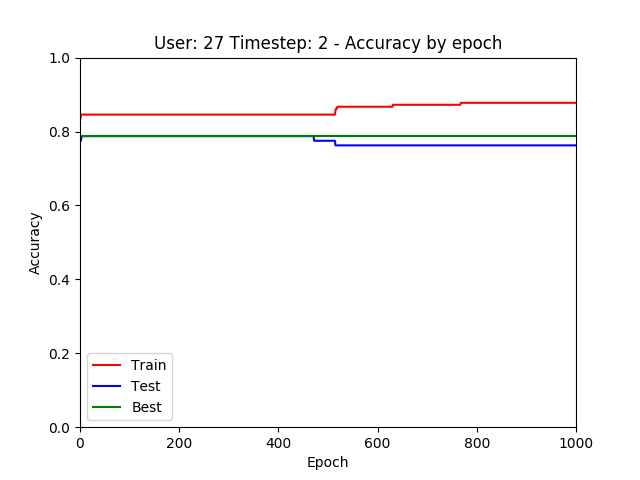 User: 27 Timestep: 2 - Accuracy by epoch
1.0
0.8
0.6
0.4
0.2
0.0
Accuracy
Train
Test
Best
0 200 400 600 800 1000
Epoch